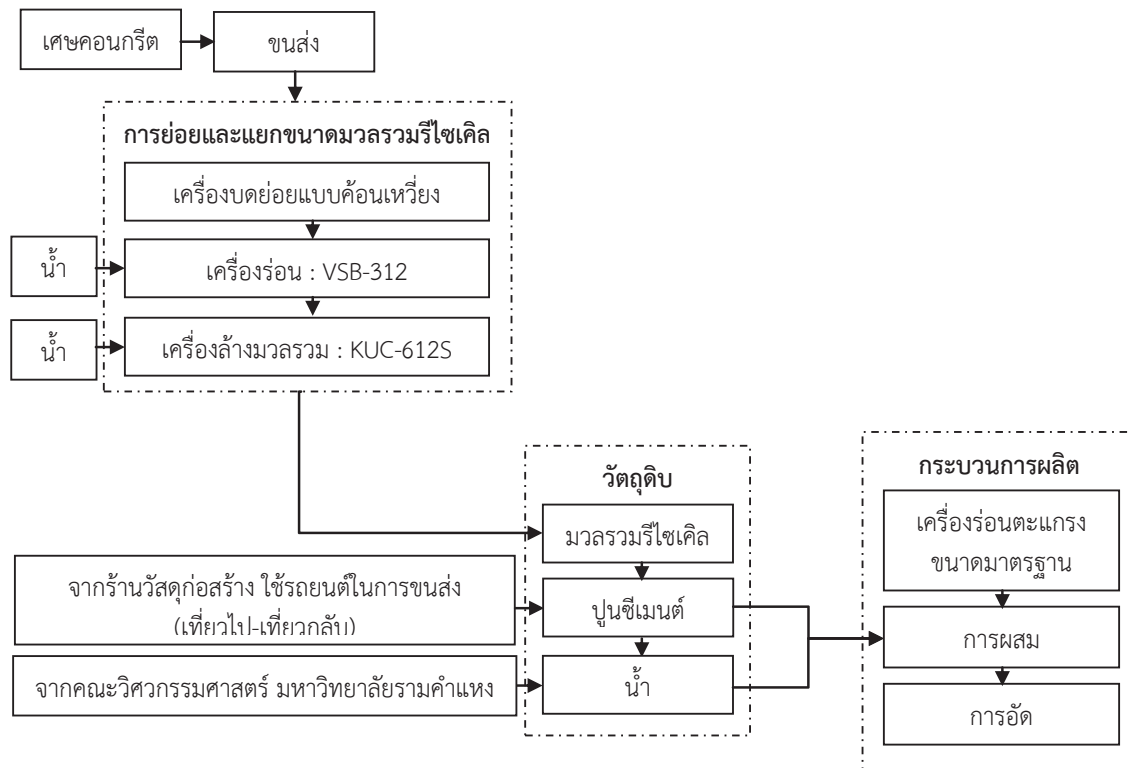 เศษคอนกรีต
ขนส่ง
การย่อยและแยกขนาดมวลรวมรีไซเคิล
เครื่องบดย่อยแบบค้อนเหวี่ยง
น้ำ
เครื่องร่อน : VSB-312
น้ำ
เครื่องล้างมวลรวม : KUC-612S
วัตถุดิบ
มวลรวมรีไซเคิล
จากร้านวัสดุก่อสร้าง ใช้รถยนต์ในการขนส่ง
(เที่ยวไป-เที่ยวกลับ)
ปูนซีเมนต์
จากคณะวิศวกรรมศาสตร์ มหาวิทยาลัยรามคำแหง
น้ำ
กระบวนการผลิต
เครื่องร่อนตะแกรง
ขนาดมาตรฐาน
การผสม
การอัด